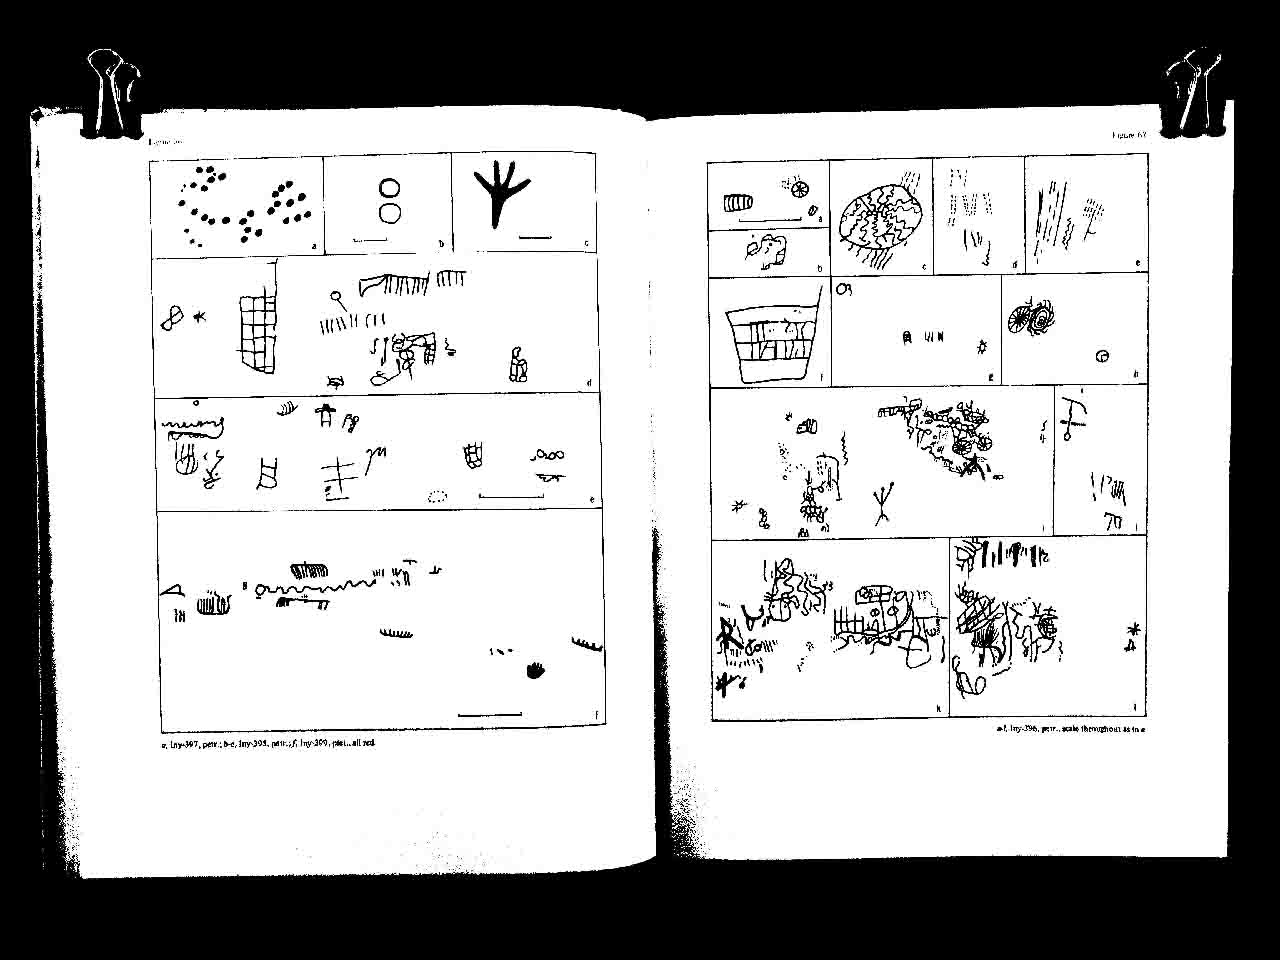 Figure
a
b
c
d
e
f
a, Iny-397, petr.; b-e, Iny-395, petr.; f, Iny-399, pict., all red
Figure 67
a
b
c
d
e
f
g
h
i
j
k
l
a-l, Iny-396, petr., scale throughout as in a